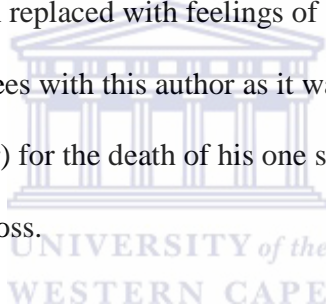 replaced with feelings of
ees with this author as it wa
) for the death of his one s
oss.
UNIVERSITY of the
WESTERN CAPE